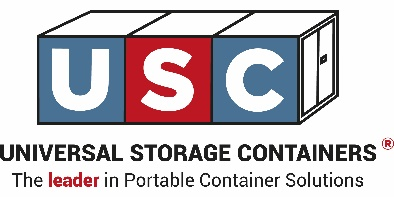 USC
UNIVERSAL STORAGE CONTAINERS®
The leader in Portable Container Solutions